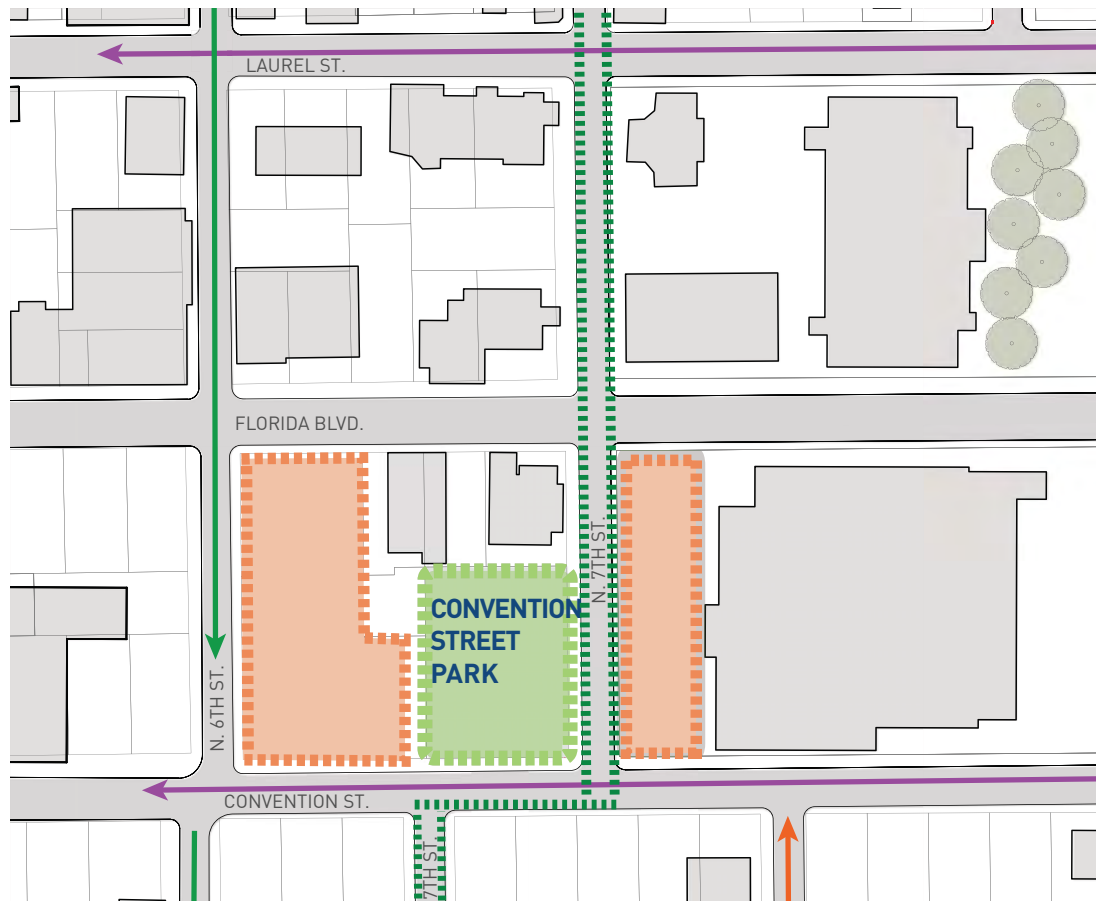 LAUREL ST.
FLORIDA BLVD.
N. 7TH ST.
CONVENTION
STREET
PARK
N. 6TH ST.
CONVENTION ST.
7TH ST.